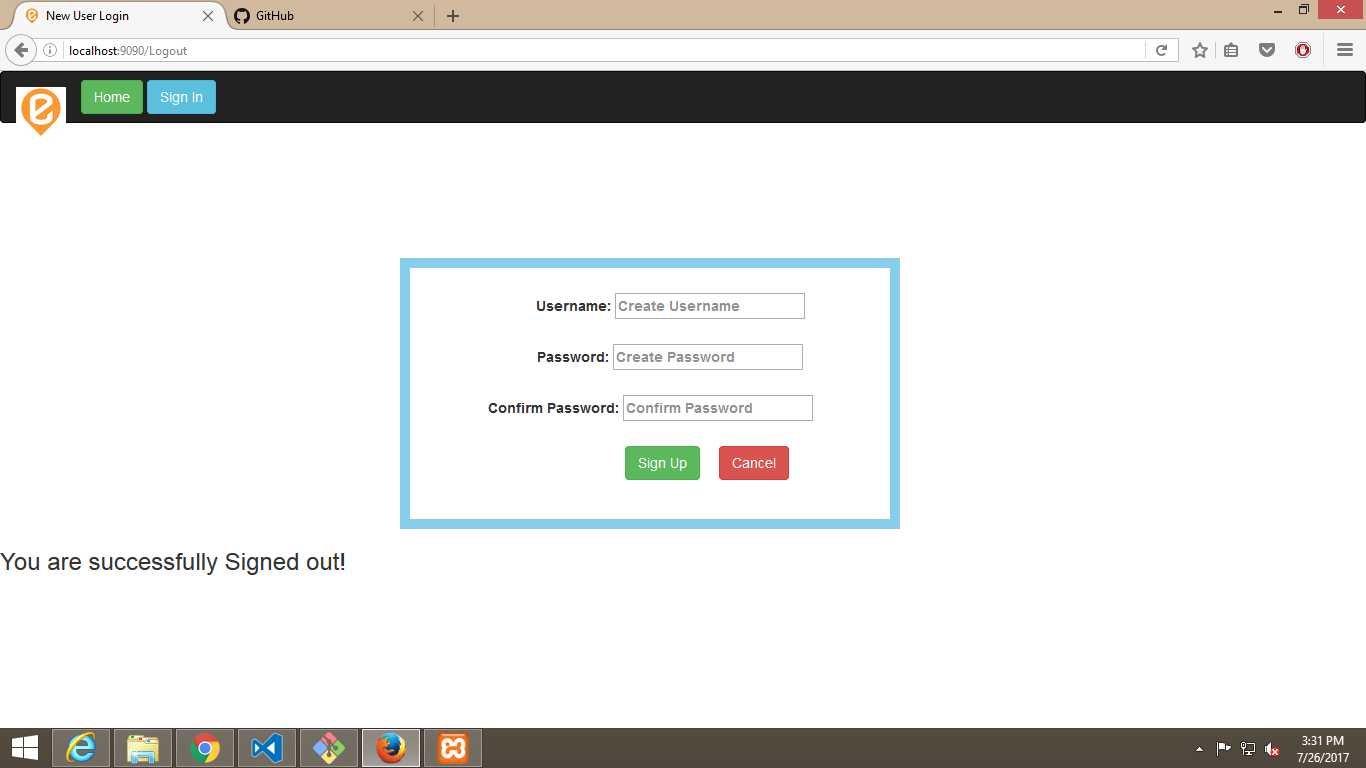 New User Login
GitHub
localhost:9090/Logout
Home
Sign In
Username: Create Username
Password: Create Password
Confirm Password: Confirm Password
Sign Up
Cancel
You are successfully Signed out!
3:31 PM
7/26/2017